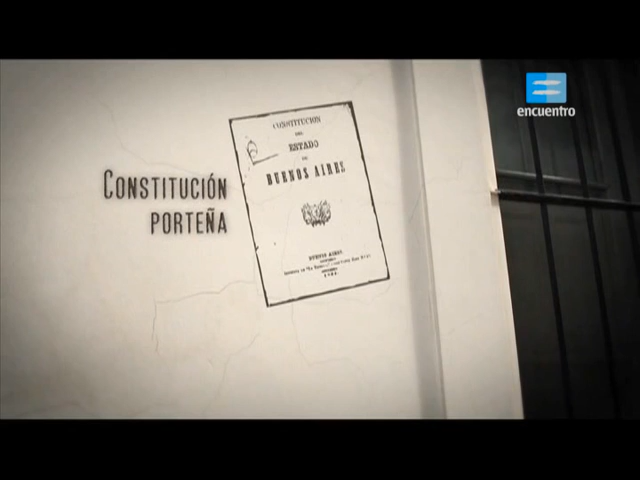 encuentro
CONSTITUCIÓN
PORTEÑA
CONSTITUCION
DEL
ESTADO
DE
BUENOS AIRES
BUENOS AIRES